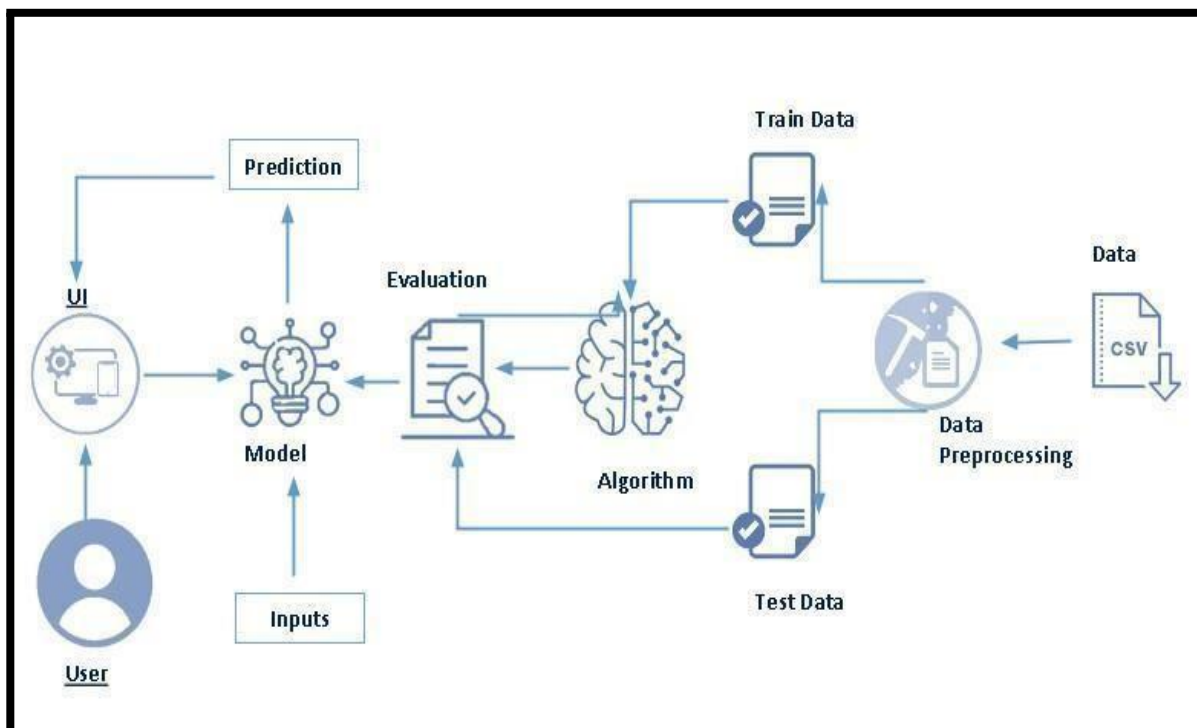 Train Data
Prediction
Data
Evaluation
UI
CSV
Data
Preprocessing
Model
Algorithm
Test Data
Inputs
User